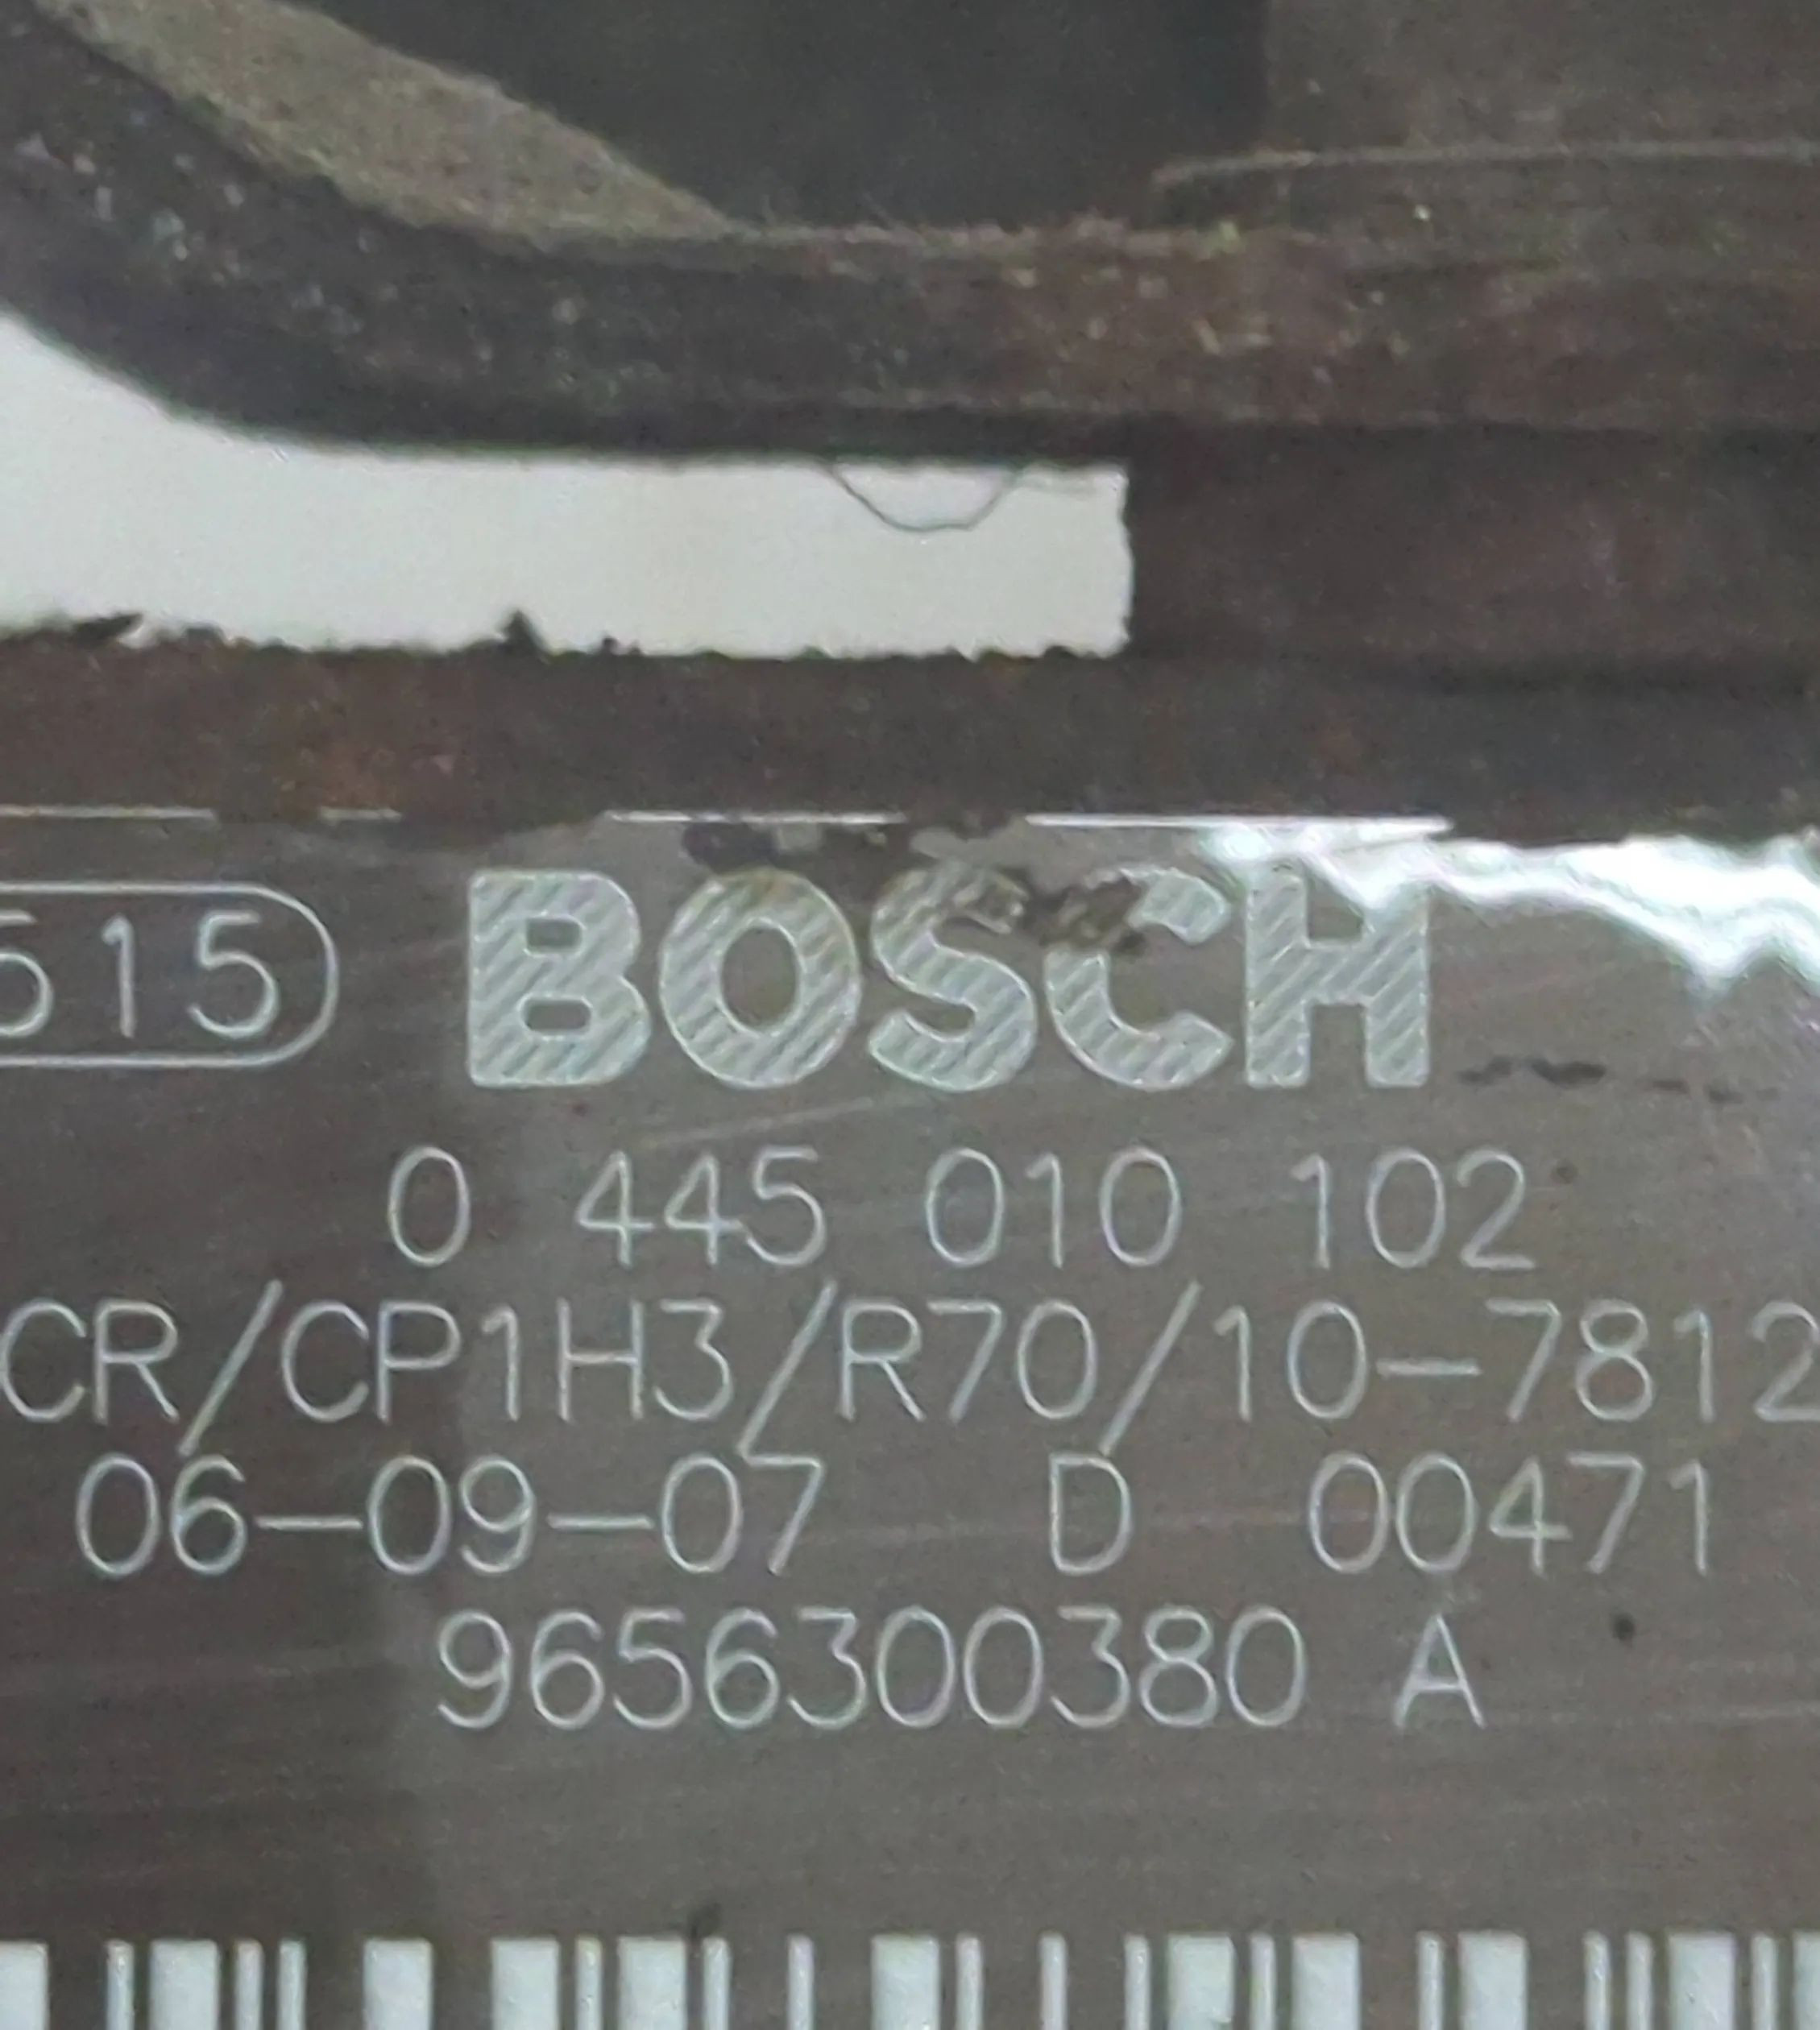 515 BOSCH
0 445 010 102
CR/CP1H3/R70/10-7812
06-09-07 D 00471
9656300380 A